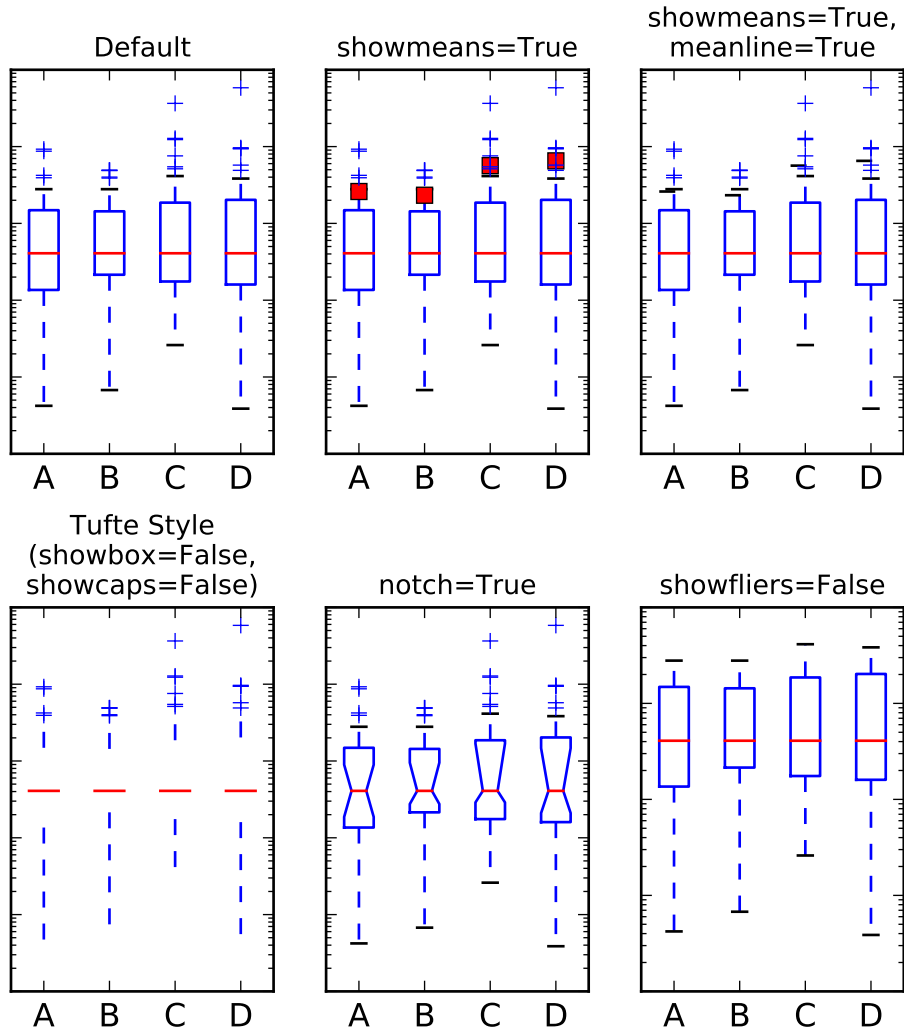 Default
showmeans=True
showmeans=True,
meanline=True
A B C D
A B C D
A B C D
Tufte Style
(showbox=False,
showcaps=False)
notch=True
showfliers=False
A B C D
A B C D
A B C D